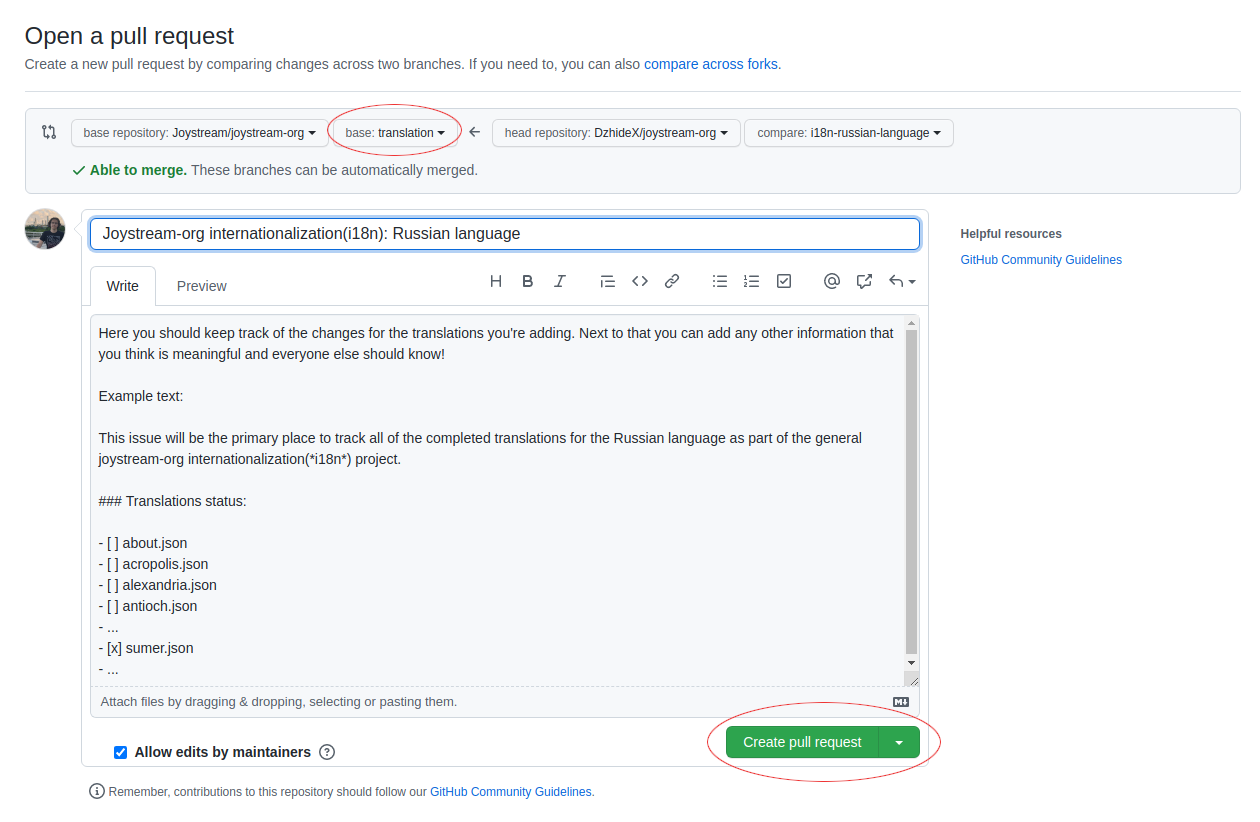 Open a pull request
Create a new pull request by comparing changes across two branches. If you need to, you can also compare across forks.
base repository: Joystream/joystream-org base: translation head repository: DzhideX/joystream-org compare: i18n-russian-language
Able to merge. These branches can be automatically merged.
Joystream-org internationalization(i18n): Russian language
Helpful resources
GitHub Community Guidelines
Write Preview
Here you should keep track of the changes for the translations you're adding. Next to that you can add any other information that
you think is meaningful and everyone else should know!
Example text:
This issue will be the primary place to track all of the completed translations for the Russian language as part of the general
joystream-org internationalization(*i18n*) project.
### Translations status:
- [ ] about.json
- [ ] acropolis.json
- [ ] alexandria.json
- [ ] antioch.json
- ...
- [x] sumer.json
- ...
Attach files by dragging & dropping, selecting or pasting them.
Create pull request
Allow edits by maintainers
Remember, contributions to this repository should follow our GitHub Community Guidelines.